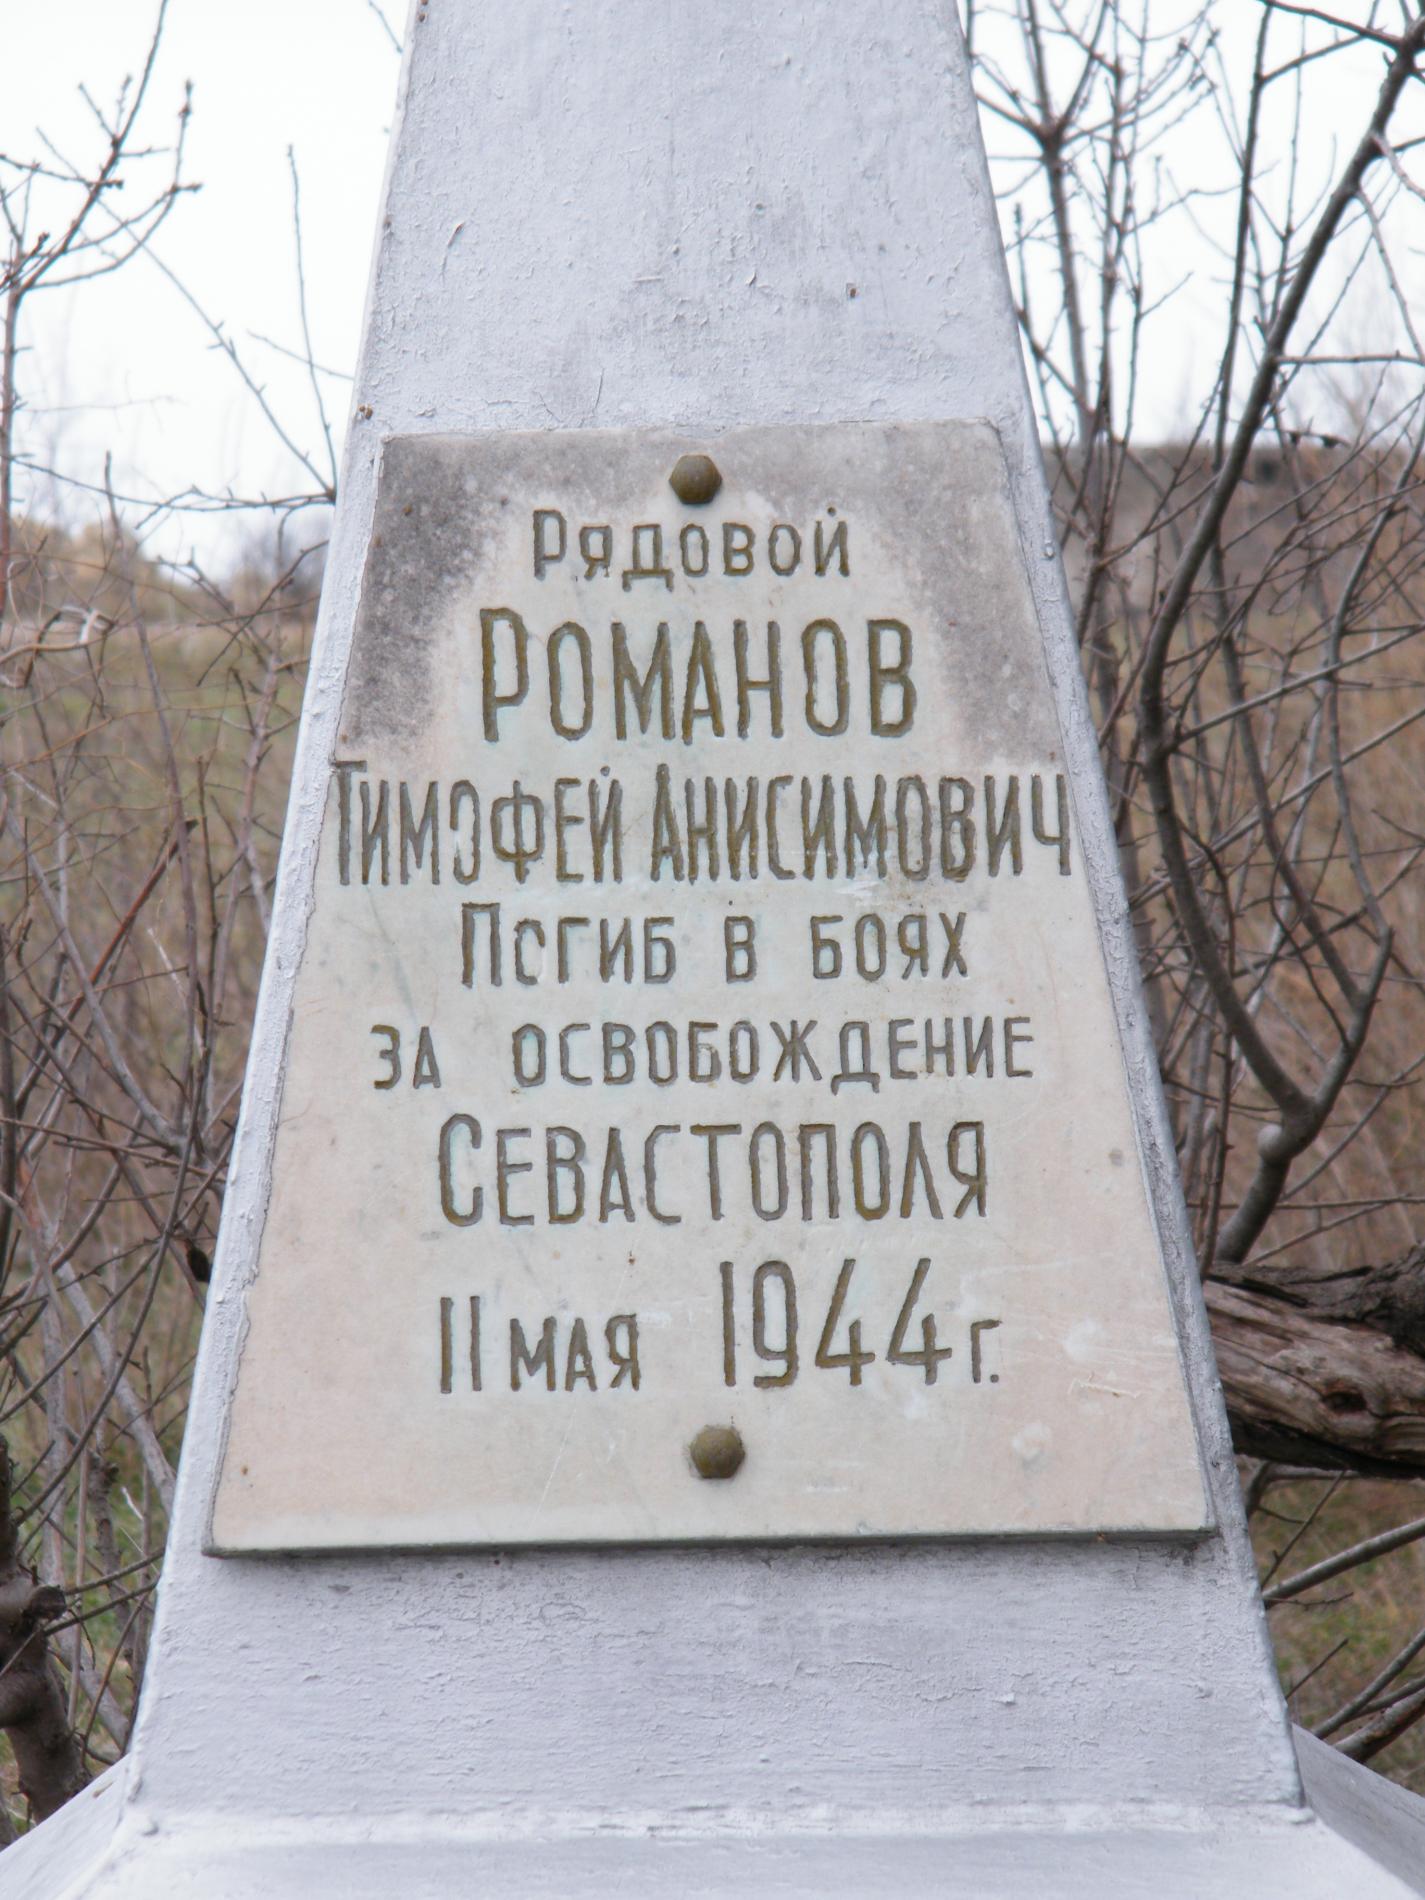 Рядовой
РОМАНОВ
ТИМОФЕЙ АНИСИМОВИЧ
ПОГИБ В БОЯХ
ЗА ОСВОБОЖДЕНИЕ
СЕВАСТОПОЛЯ
11 МАЯ 1944 г.